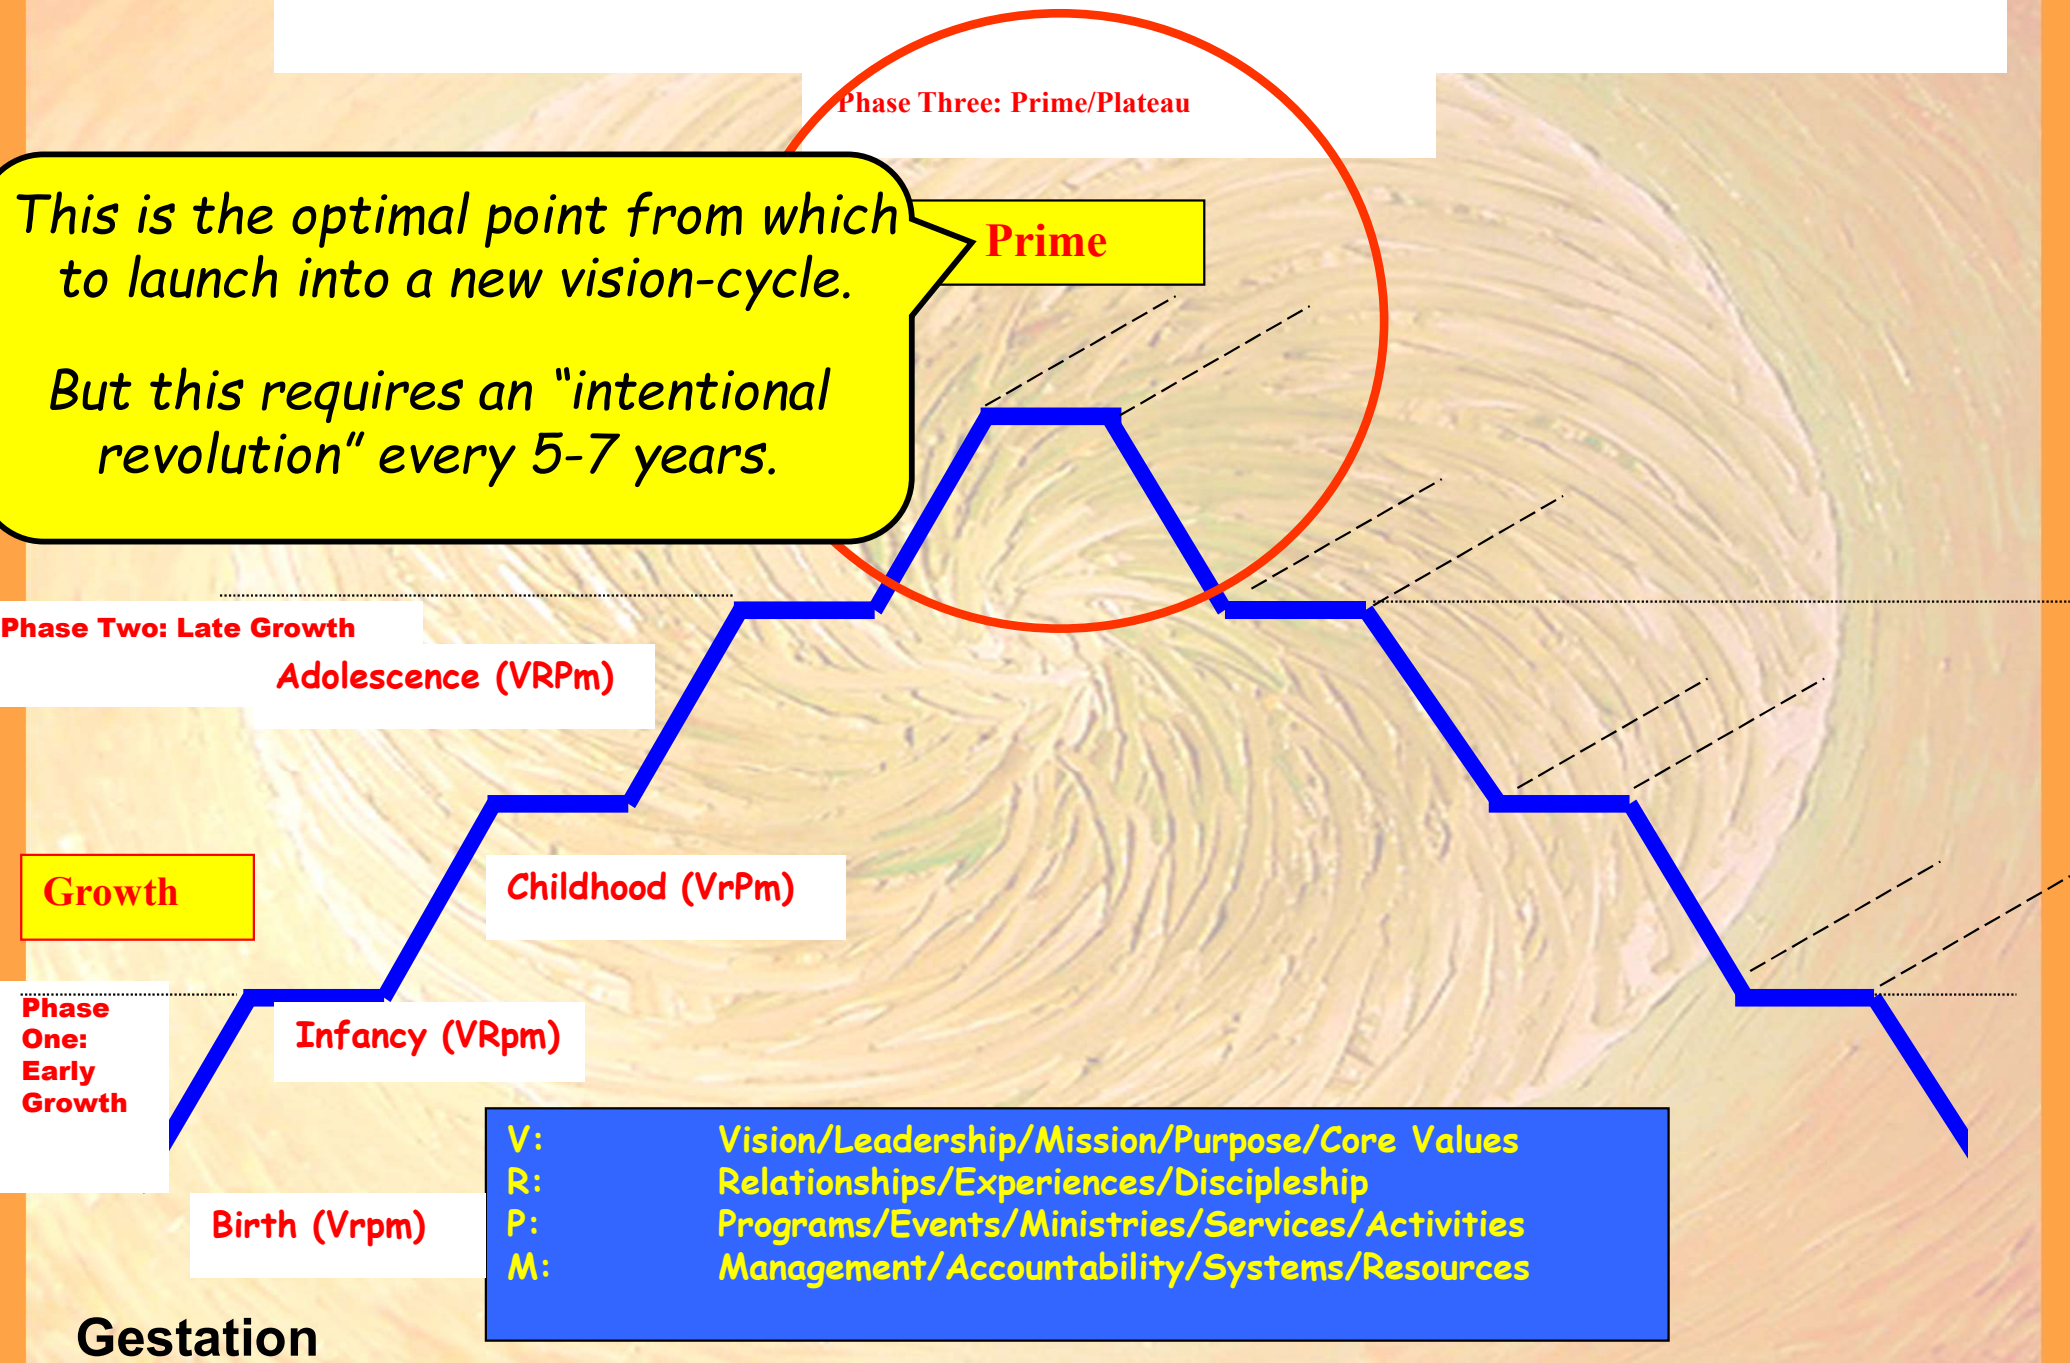 Phase Three: Prime/Plateau
This is the optimal point from which
to launch into a new vision-cycle.
But this requires an “intentional
revolution” every 5-7 years.
Prime
Phase Two: Late Growth
Adolescence (VRPm)
Growth
Childhood (VrPm)
Phase
One:
Early
Growth
Infancy (VRpm)
Birth (Vrpm)
V: Vision/Leadership/Mission/Purpose/Core Values
R: Relationships/Experiences/Discipleship
P: Programs/Events/Ministries/Services/Activities
M: Management/Accountability/Systems/Resources
Gestation